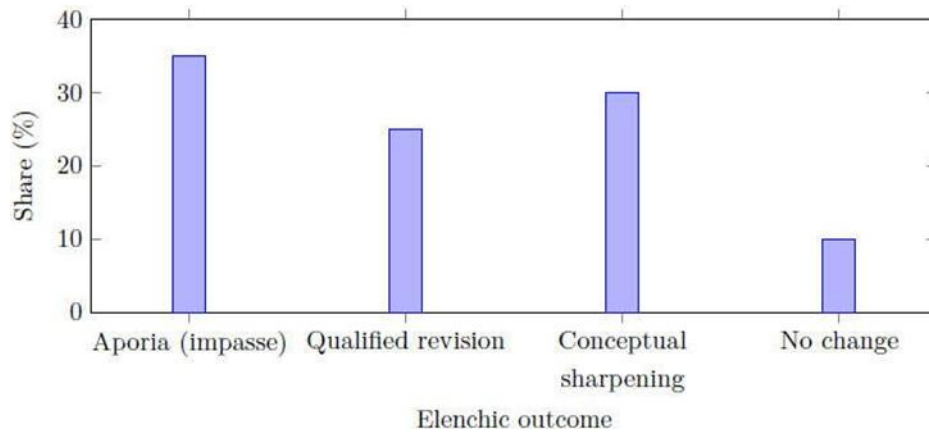 40
30
20
10
0
Share (%)
Aporia (impasse) Qualified revision Conceptual sharpening No change
Elenchic outcome